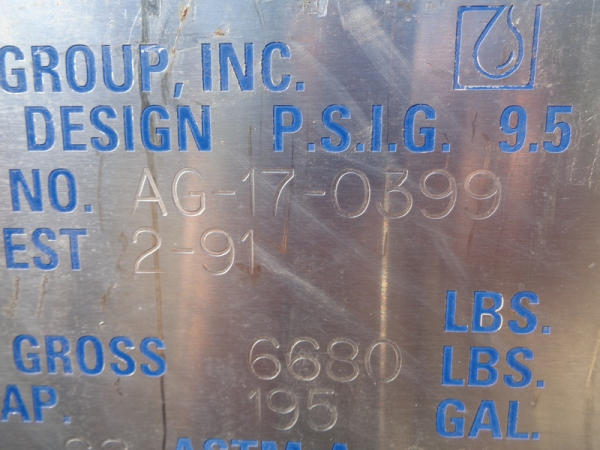 GROUP, INC.
DESIGN P.S.I.G. 9.5
NO. AG-17-0399
EST 2-91
LBS.
GROSS 6680 LBS.
AP. 195 GAL.
ASTM-A